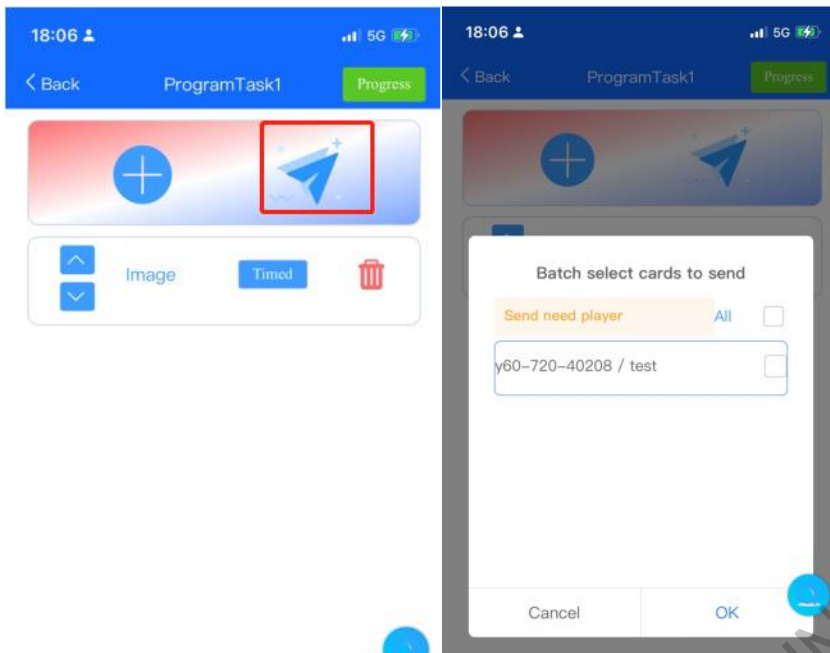 18:06
5G
Back
ProgramTask1
Progress
Image
Timed
18:06
5G
Back
ProgramTask1
Progress
Batch select cards to send
Send need player
All
y60-720-40208 / test
Cancel
OK